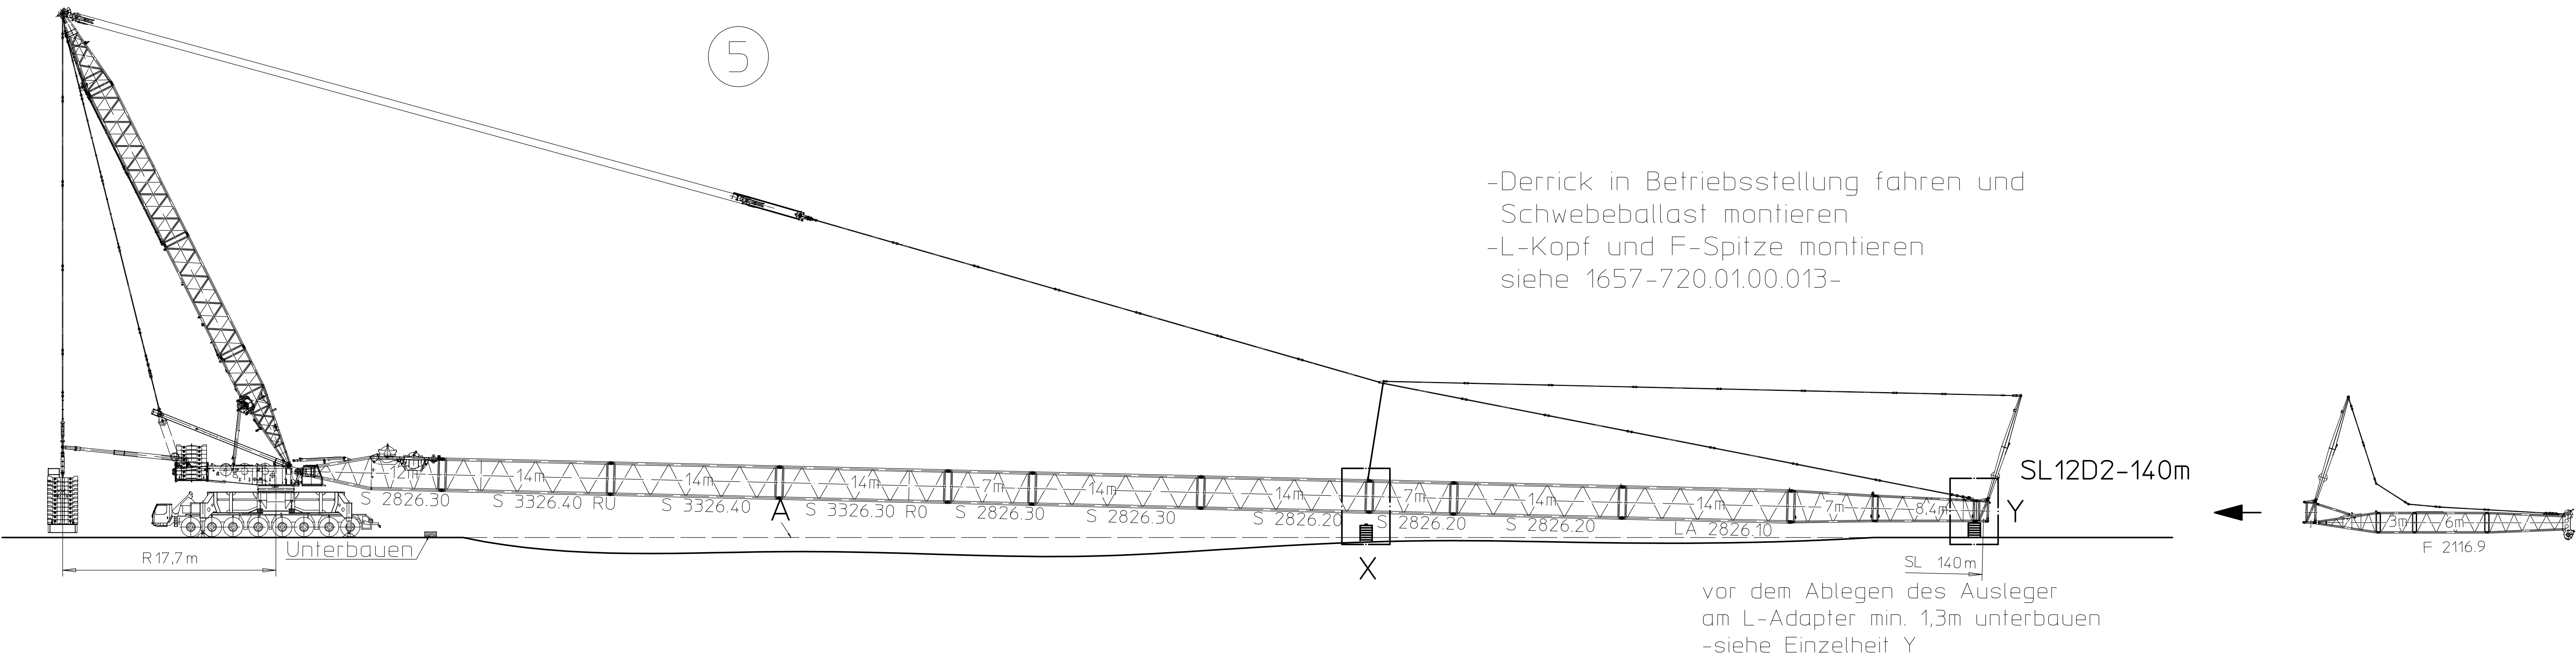 5
-Derrick in Betriebsstellung fahren und
Schwebeballast montieren
-L-Kopf und F-Spitze montieren
siehe 1657-720.01.00.013-
SL12D2-140m
12m
14m
14m
14m
7m
14m
14m
7m
14m
14m
7m
8,4m
S 2826.30
S 3326.40 RU
S 3326.40
A
S 3326.30 RO
S 2826.30
S 2826.30
S 2826.20
S 2826.20
S 2826.20
LA 2826.10
Y
3m
6m
F 2116.9
Unterbauen
R17,7m
X
SL 140m
vor dem Ablegen des Ausleger
am L-Adapter min. 1,3m unterbauen
-siehe Einzelheit Y